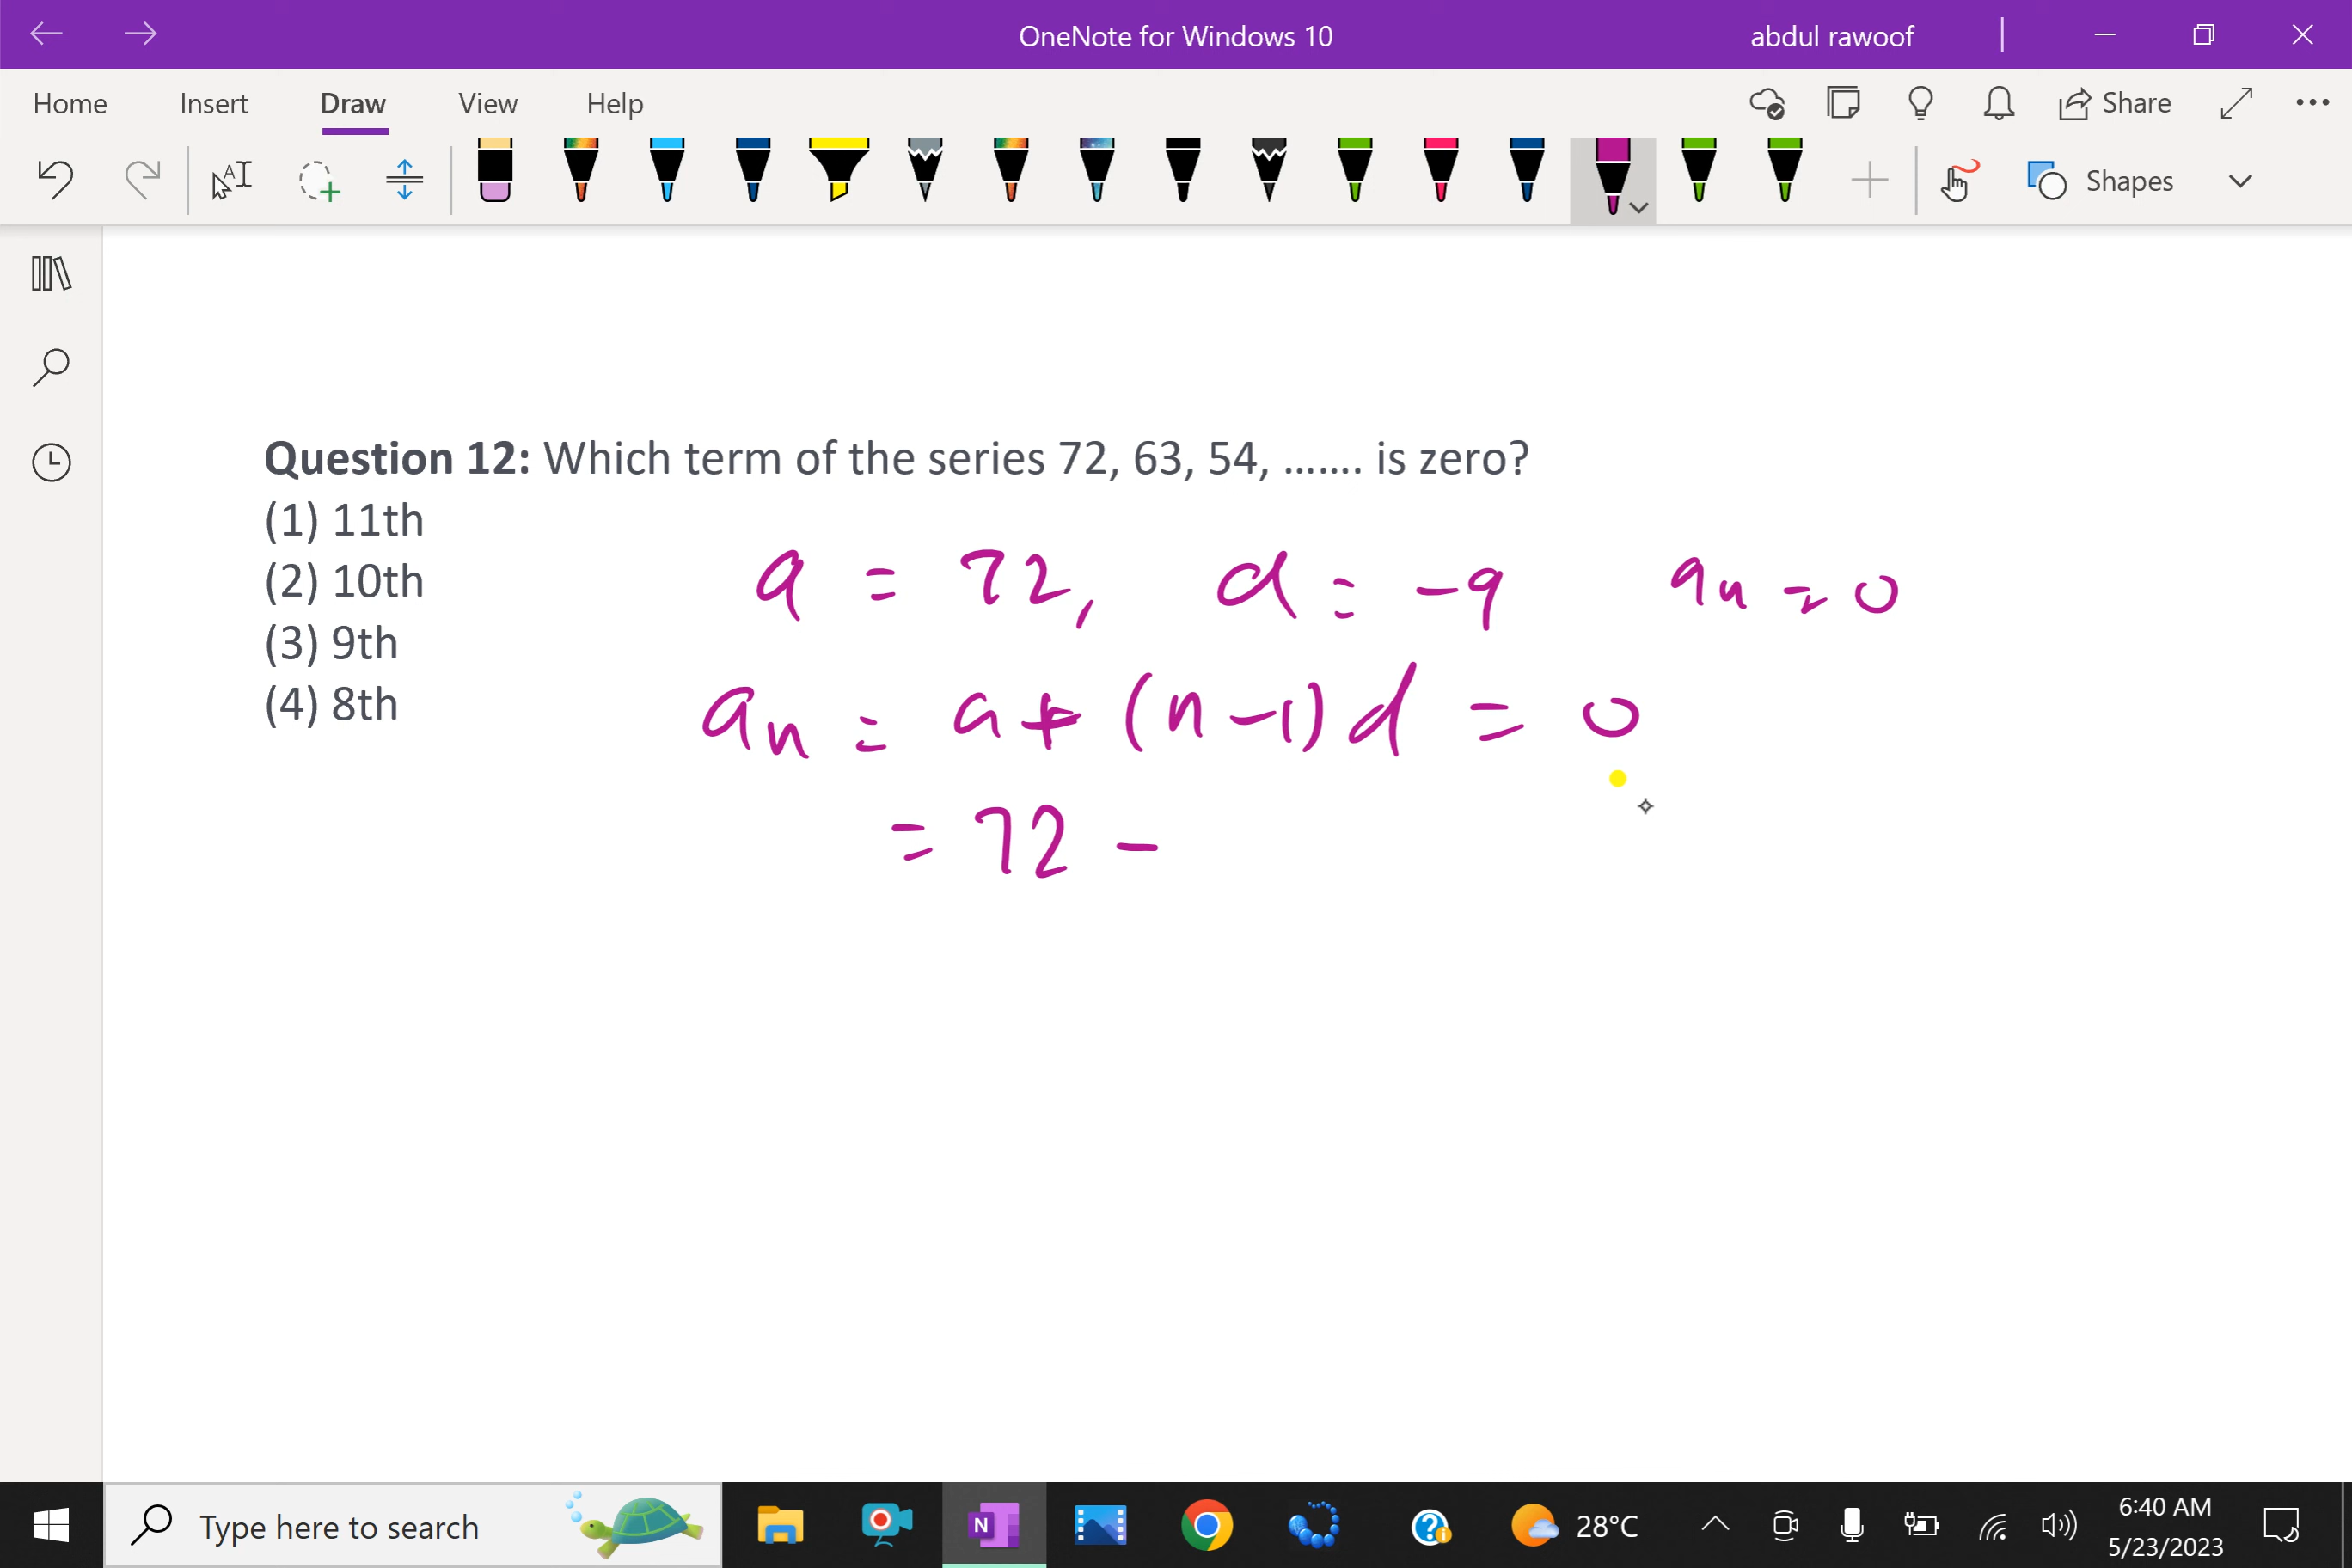 OneNote for Windows 10
abdul rawoof
Home Insert Draw View Help
Share
Shapes
Question 12: Which term of the series 72, 63, 54, ....... is zero?
(1) 11th
(2) 10th
(3) 9th
(4) 8th
a = 72, d = -9 an = 0
an = a + (n-1)d = 0
= 72 -
Type here to search
28°C
6:40 AM
5/23/2023